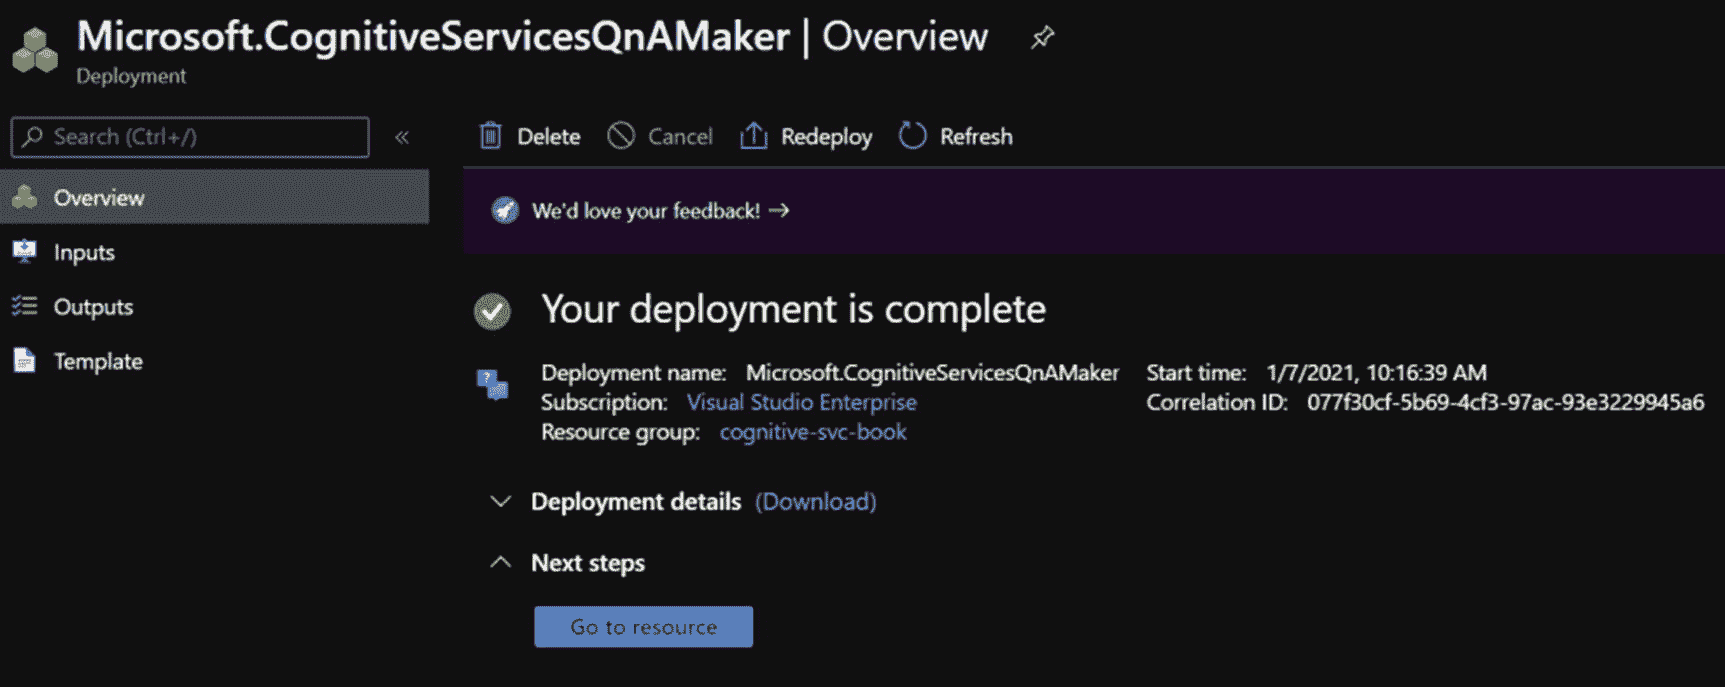 Microsoft.CognitiveServicesQnAMaker | Overview
Deployment
Search (Ctrl+/)
«
Delete
Cancel
Redeploy
Refresh
Overview
Inputs
Outputs
Template
We'd love your feedback! →
Your deployment is complete
Deployment name: Microsoft.CognitiveServicesQnAMaker
Subscription: Visual Studio Enterprise
Resource group: cognitive-svc-book
Start time: 1/7/2021, 10:16:39 AM
Correlation ID: 077f30cf-5b69-4cf3-97ac-93e3229945a6
Deployment details (Download)
Next steps
Go to resource